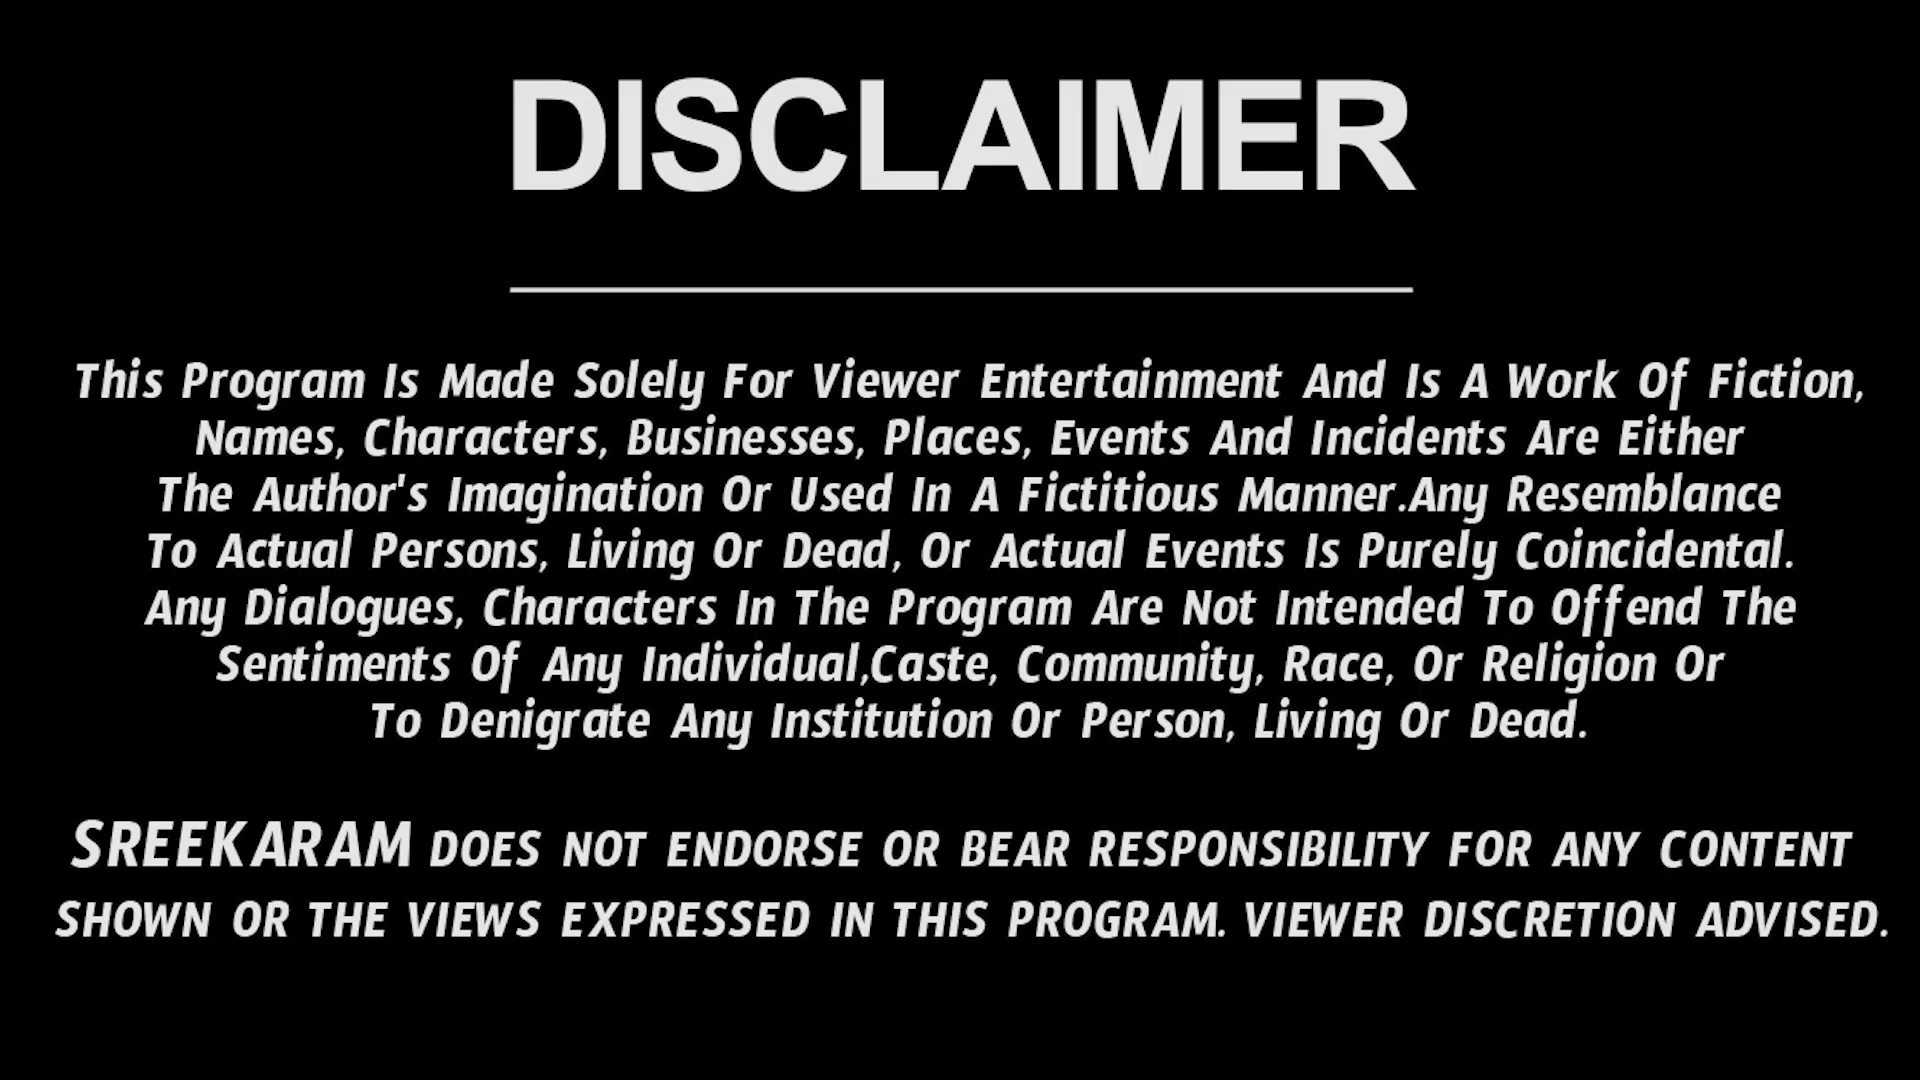 DISCLAIMER
This Program Is Made Solely For Viewer Entertainment And Is A Work Of Fiction,
Names, Characters, Businesses, Places, Events And Incidents Are Either
The Author's Imagination Or Used In A Fictitious Manner.Any Resemblance
To Actual Persons, Living Or Dead, Or Actual Events Is Purely Coincidental.
Any Dialogues, Characters In The Program Are Not Intended To Offend The
Sentiments Of Any Individual,Caste, Community, Race, Or Religion Or
To Denigrate Any Institution Or Person, Living Or Dead.
SREEKARAM DOES NOT ENDORSE OR BEAR RESPONSIBILITY FOR ANY CONTENT
SHOWN OR THE VIEWS EXPRESSED IN THIS PROGRAM. VIEWER DISCRETION ADVISED.